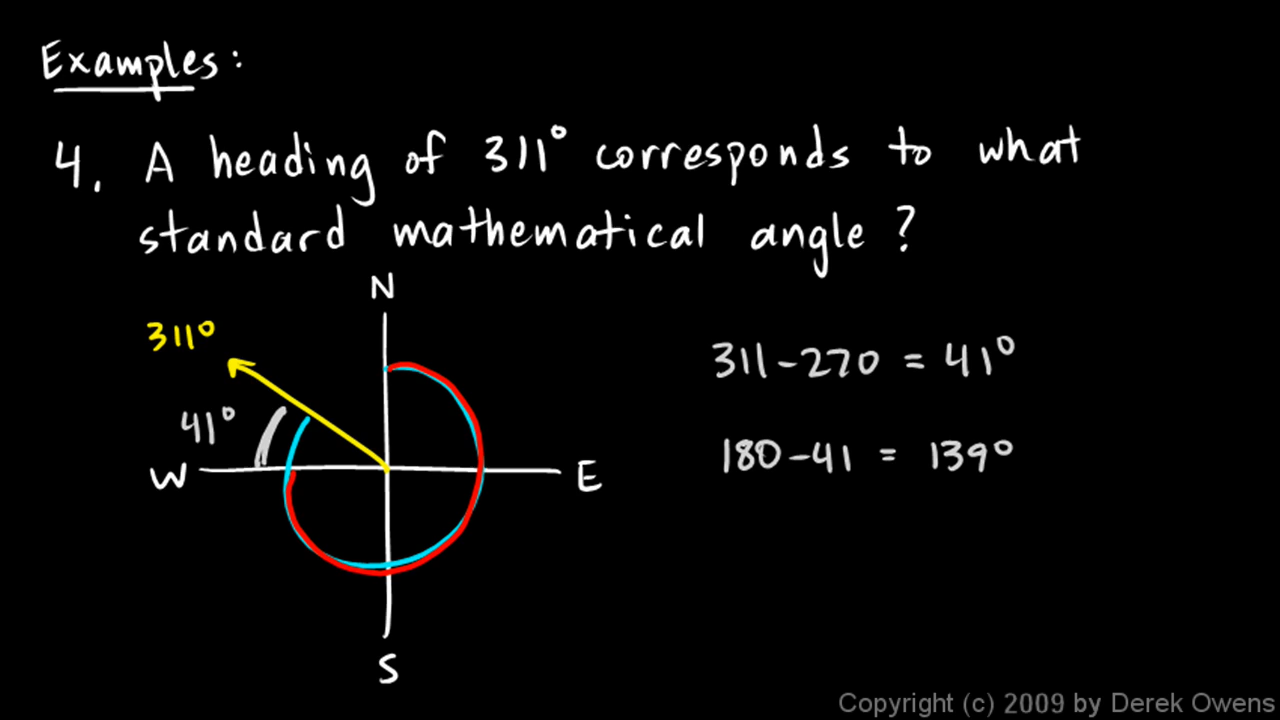 Examples:
4. A heading of 311° corresponds to what
standard mathematical angle?
N
311°
41°
W
E
S
311-270 = 41°
180-41 = 139°
Copyright (c) 2009 by Derek Owens